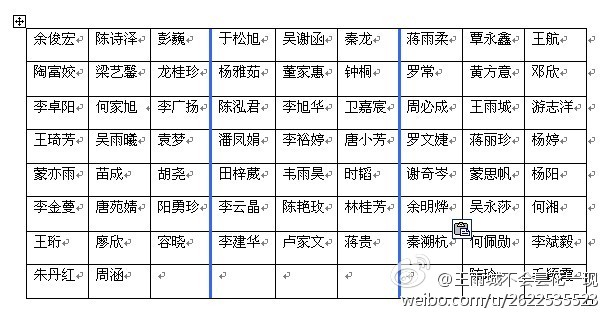 余俊宏 陈诗泽 彭巍 于松旭 吴谢函 秦龙 蒋雨柔 覃永鑫 王航
陶富姣 梁艺馨 龙桂珍 杨雅茹 董家惠 钟桐 罗常 黄方意 邓欣
李卓阳 何家旭 李广扬 陈泓君 李旭华 卫嘉宸 周必成 王雨城 游志洋
王琦芳 吴雨曦 袁梦 潘凤娟 李裕婷 唐小芳 罗文婕 蒋丽珍 杨婷
蒙亦雨 苗成 胡尧 田梓葳 韦雨昊 时韬 谢奇岑 蒙思帆 杨阳
李金蔓 唐苑婧 阳勇珍 李云晶 陈艳玫 林桂芳 余明烨 吴永莎 何湘
王珩 廖欣 容晓 李建华 卢家文 蒋贵 秦溯杭 何佩勋 李斌毅
朱丹红 周涵
@王雨城不会昙花一现
weibo.com/u/2622535523